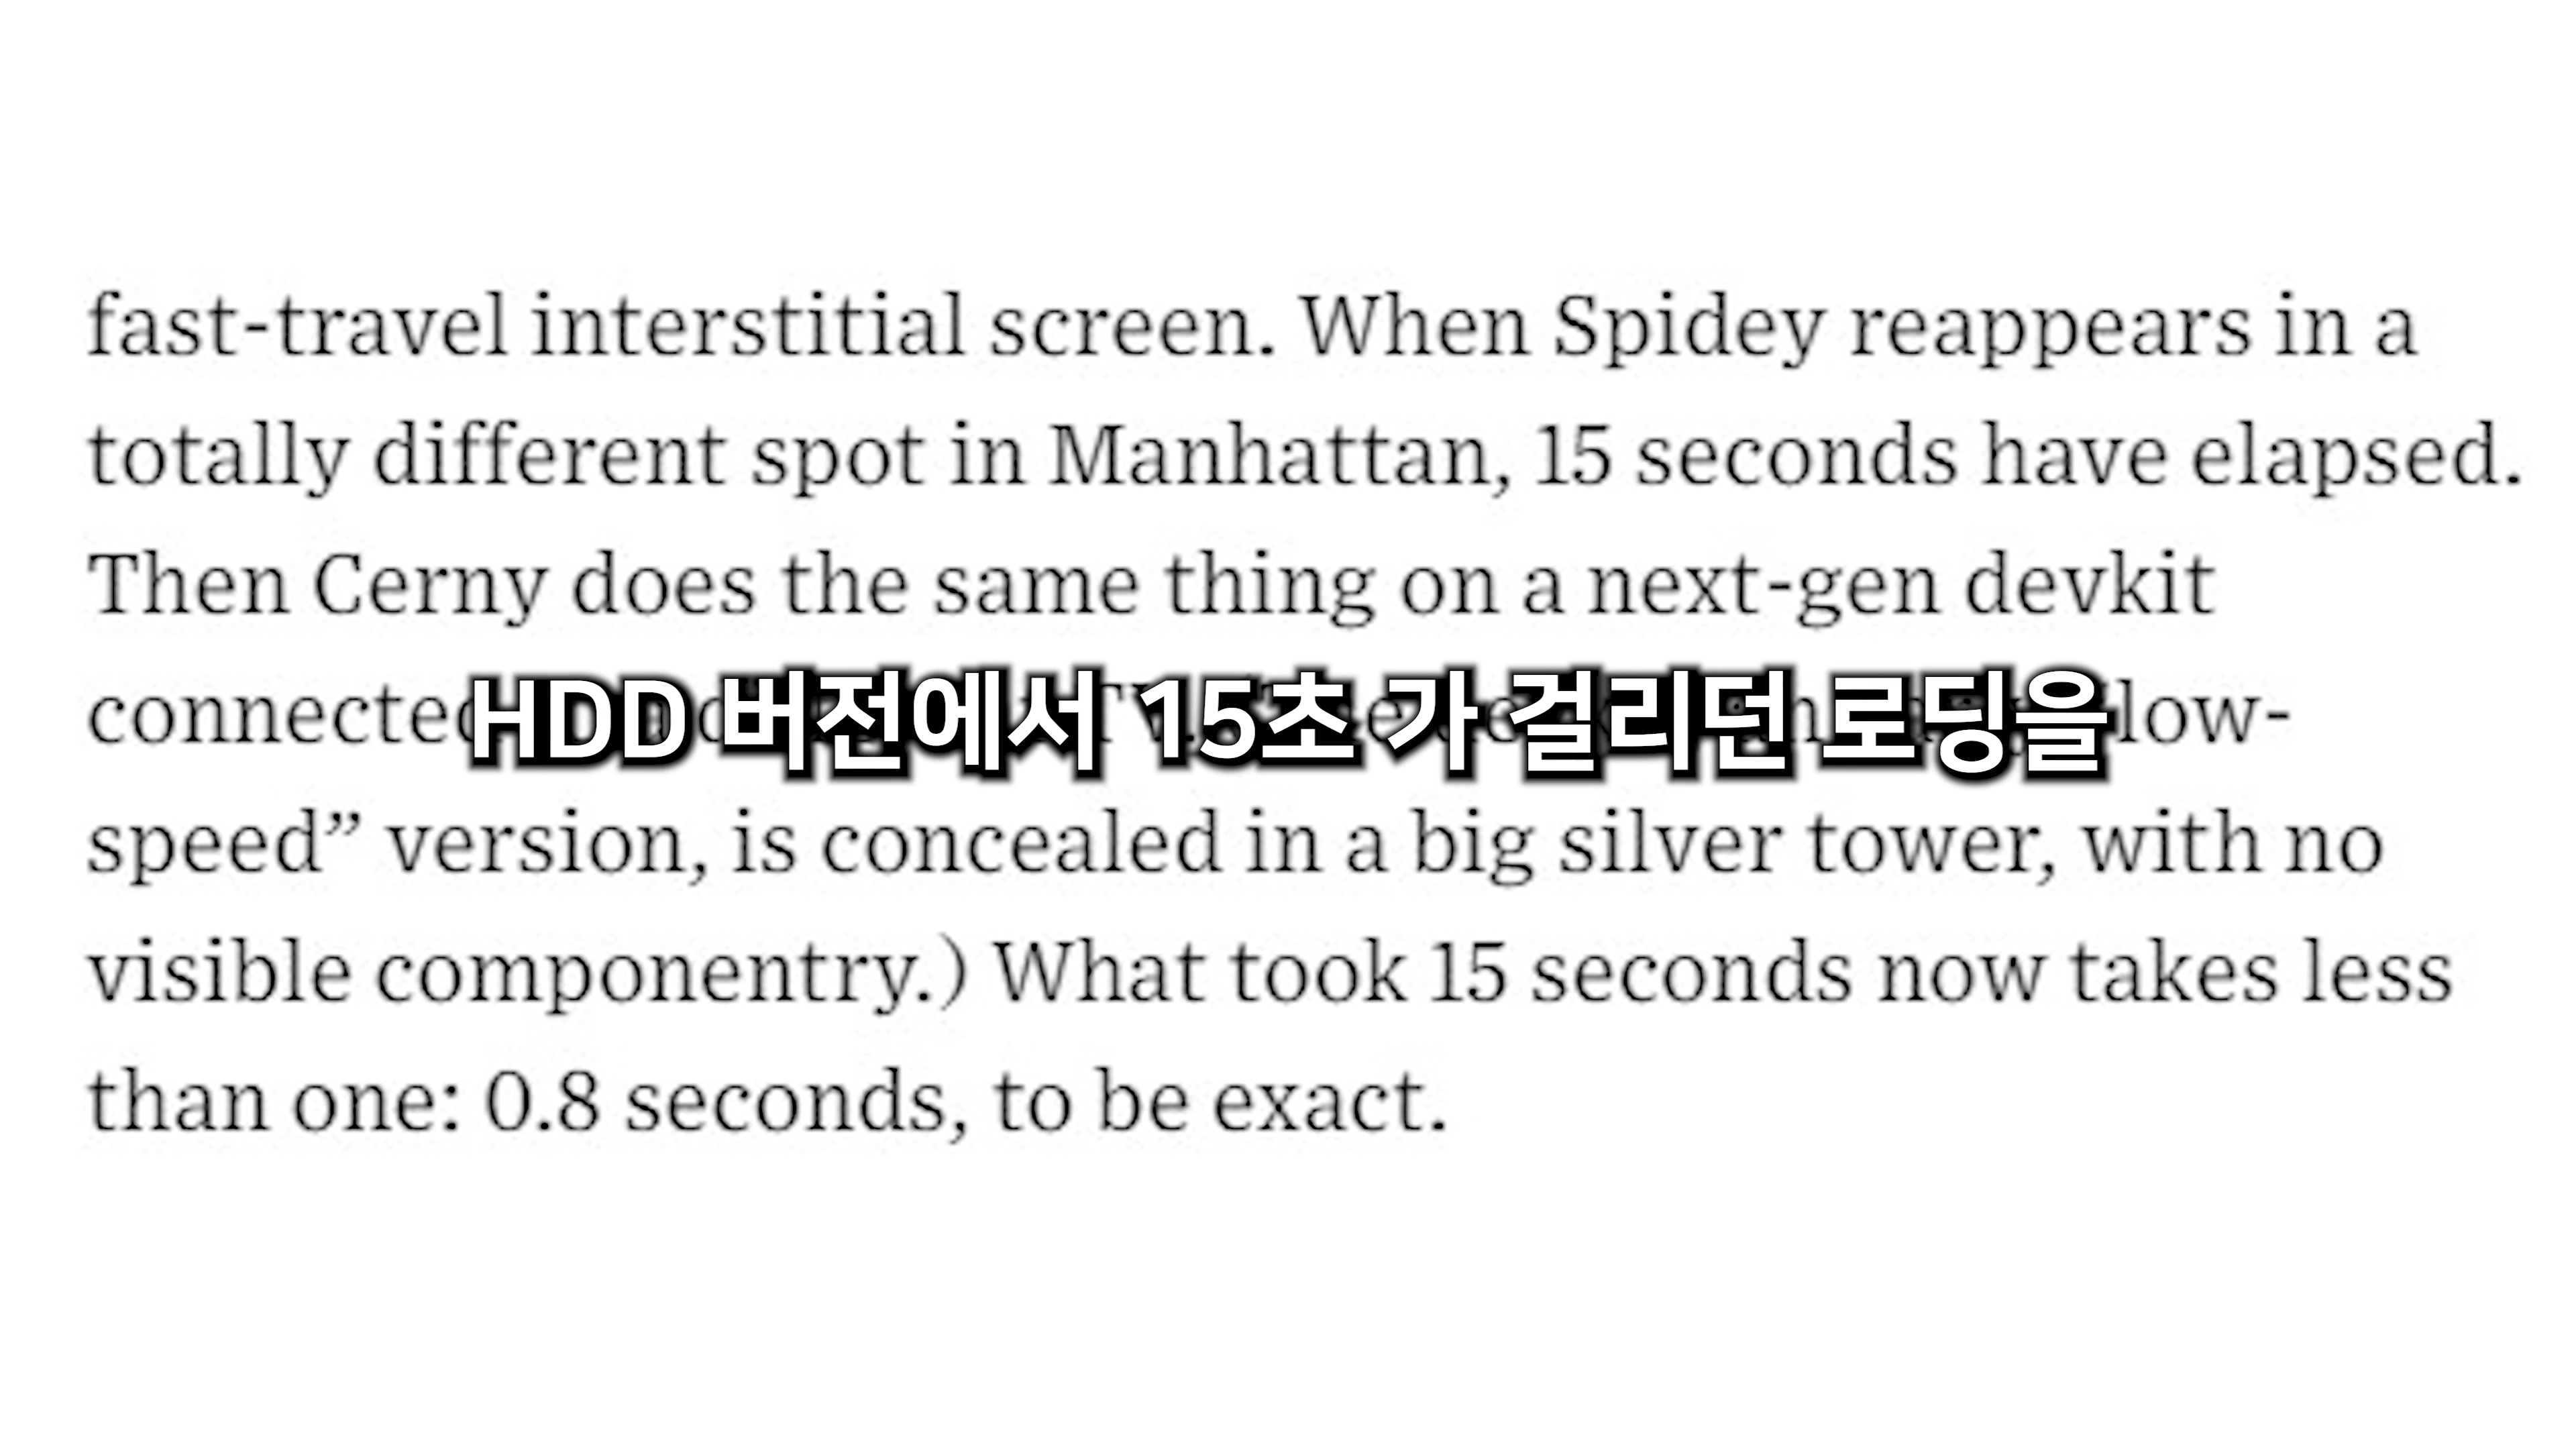 fast-travel interstitial screen. When Spidey reappears in a
totally different spot in Manhattan, 15 seconds have elapsed.
Then Cerny does the same thing on a next-gen devkit
connected low-
HDD 버전에서 15초 가 걸리던 로딩을
speed” version, is concealed in a big silver tower, with no
visible componentry.) What took 15 seconds now takes less
than one: 0.8 seconds, to be exact.